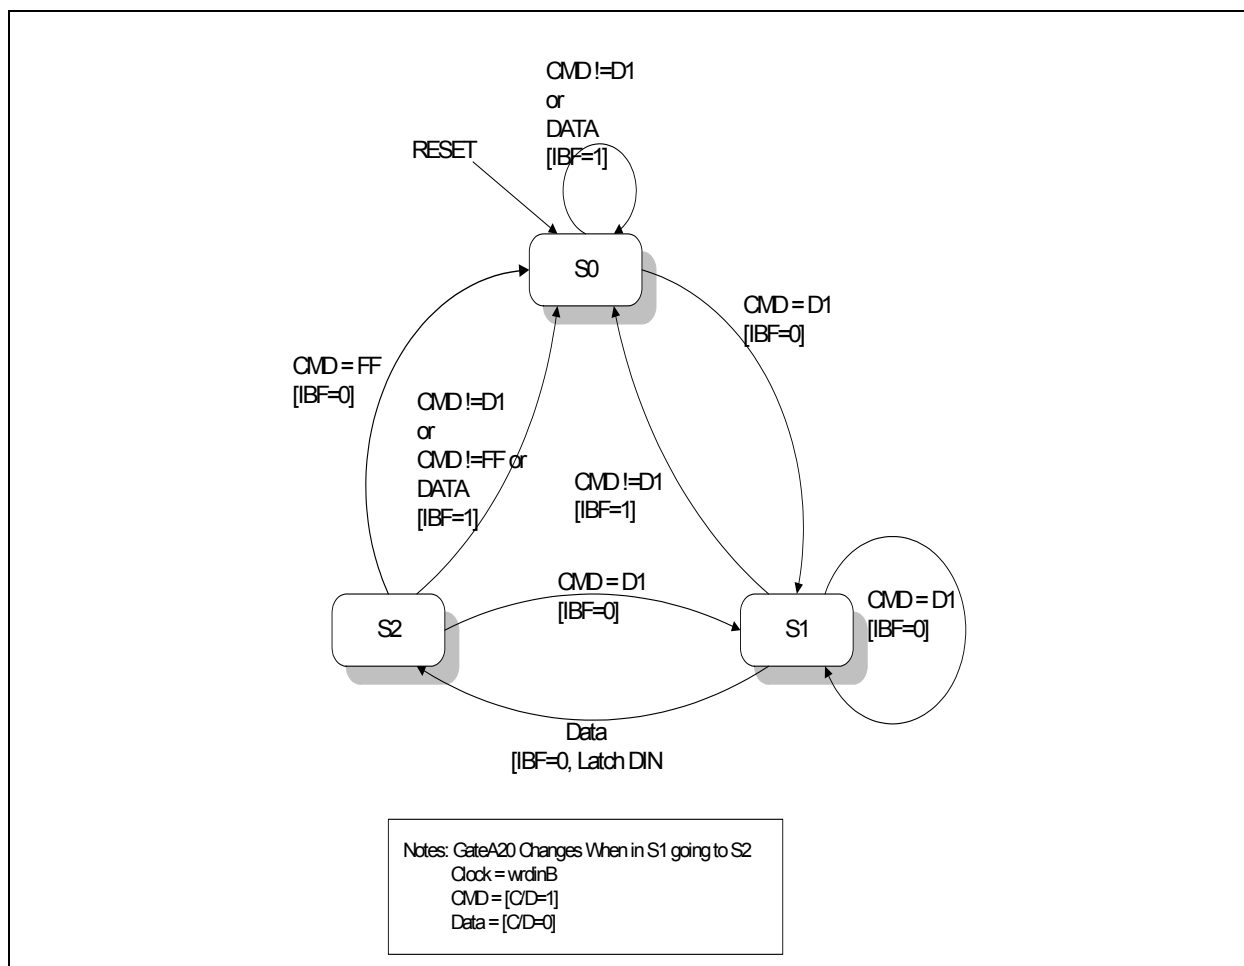 CMD !=D1
or
DATA
[IBF=1]
RESET
S0
CMD = D1
[IBF=0]
CMD = FF
[IBF=0]
CMD !=D1
or
CMD !=FF or
DATA
[IBF=1]
CMD !=D1
[IBF=1]
CMD = D1
[IBF=0]
CMD = D1
[IBF=0]
S2
S1
Data
[IBF=0, Latch DIN
Notes: GateA20 Changes When in S1 going to S2
Clock = wrdinB
CMD = [C/D=1]
Data = [C/D=0]